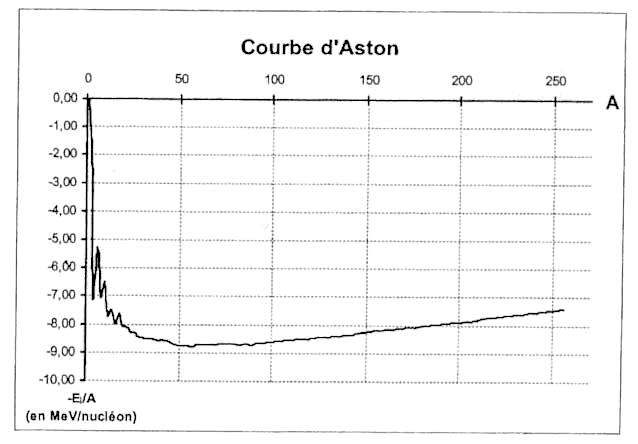 Courbe d'Aston
0 50 100 150 200 250
A
0,00
-1,00
-2,00
-3,00
-4,00
-5,00
-6,00
-7,00
-8,00
-9,00
-10,00
-Eₗ/A
(en MeV/nucléon)